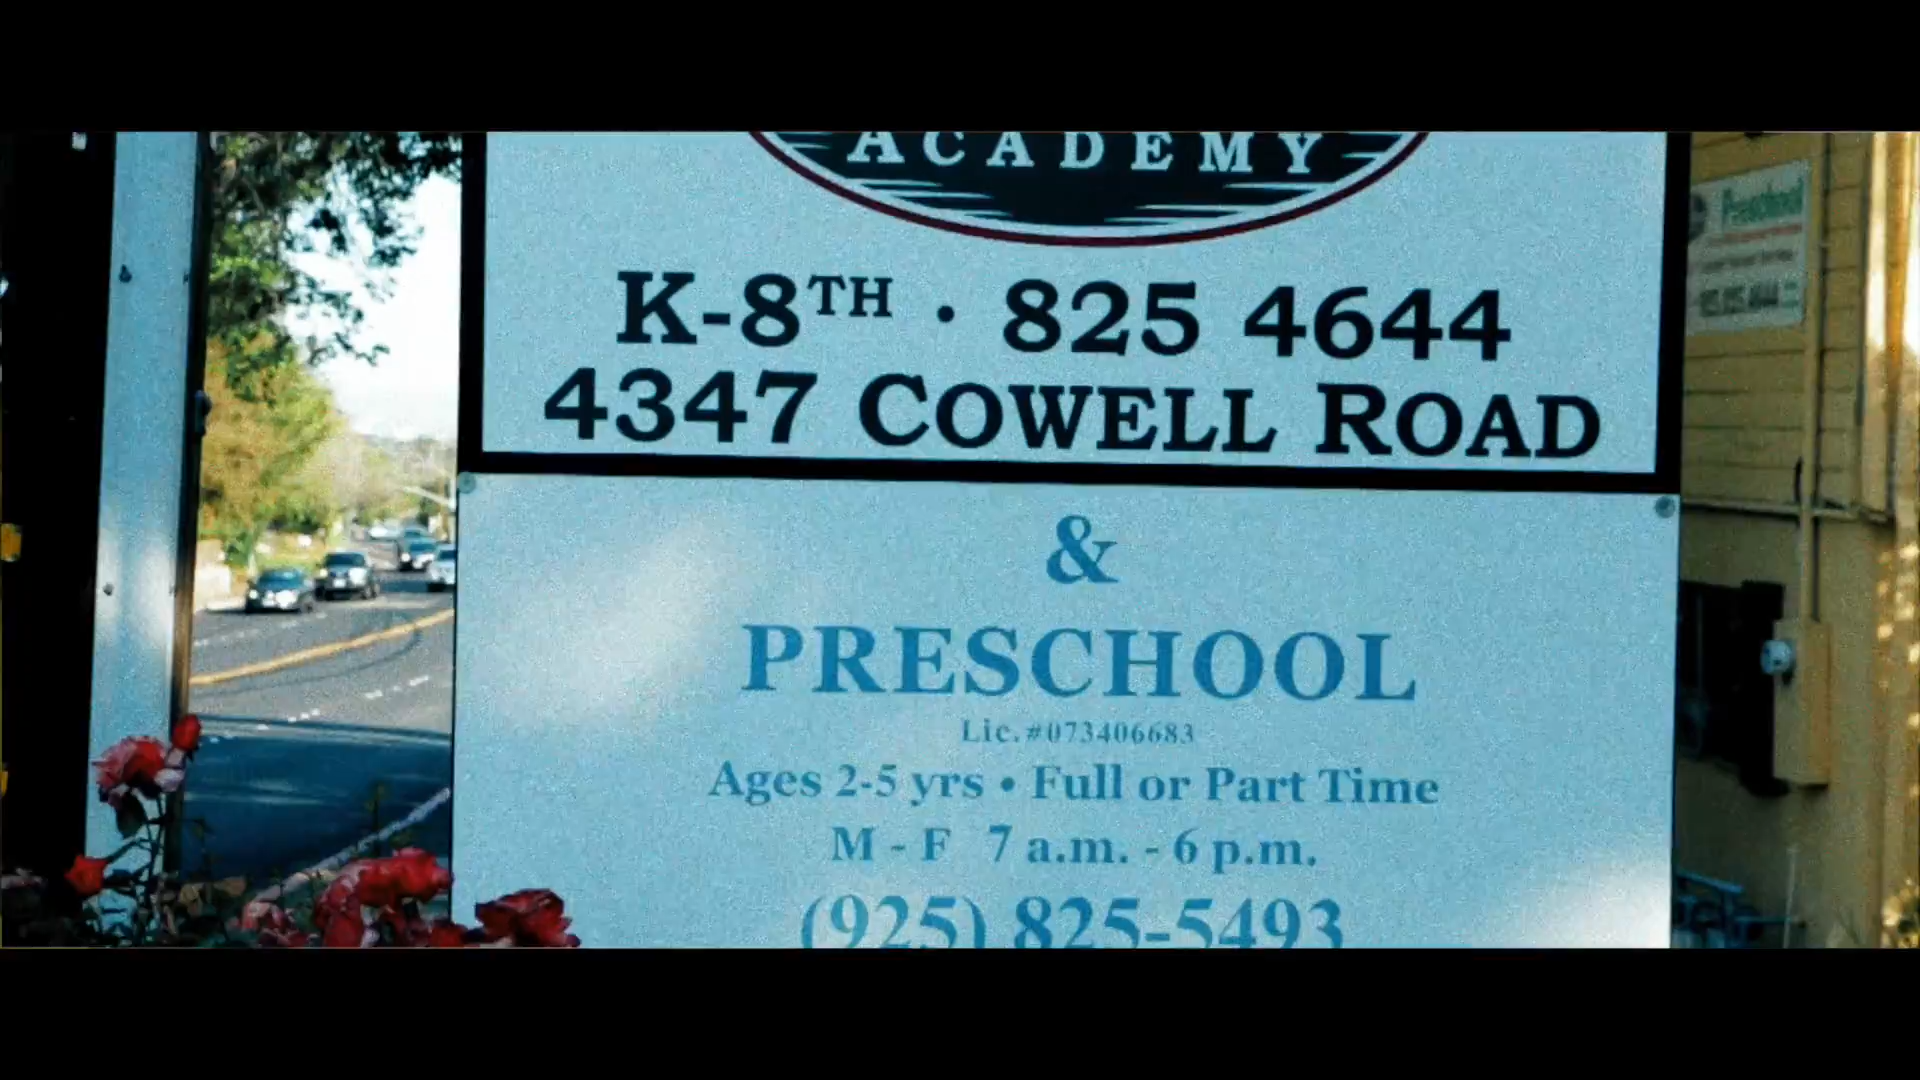 ACADEMY
K-8TH · 825 4644
4347 COWELL ROAD
&
PRESCHOOL
Lic.#073406683
Ages 2-5 yrs • Full or Part Time
M - F 7 a.m. - 6 p.m.
(925) 825-5493
Preschool